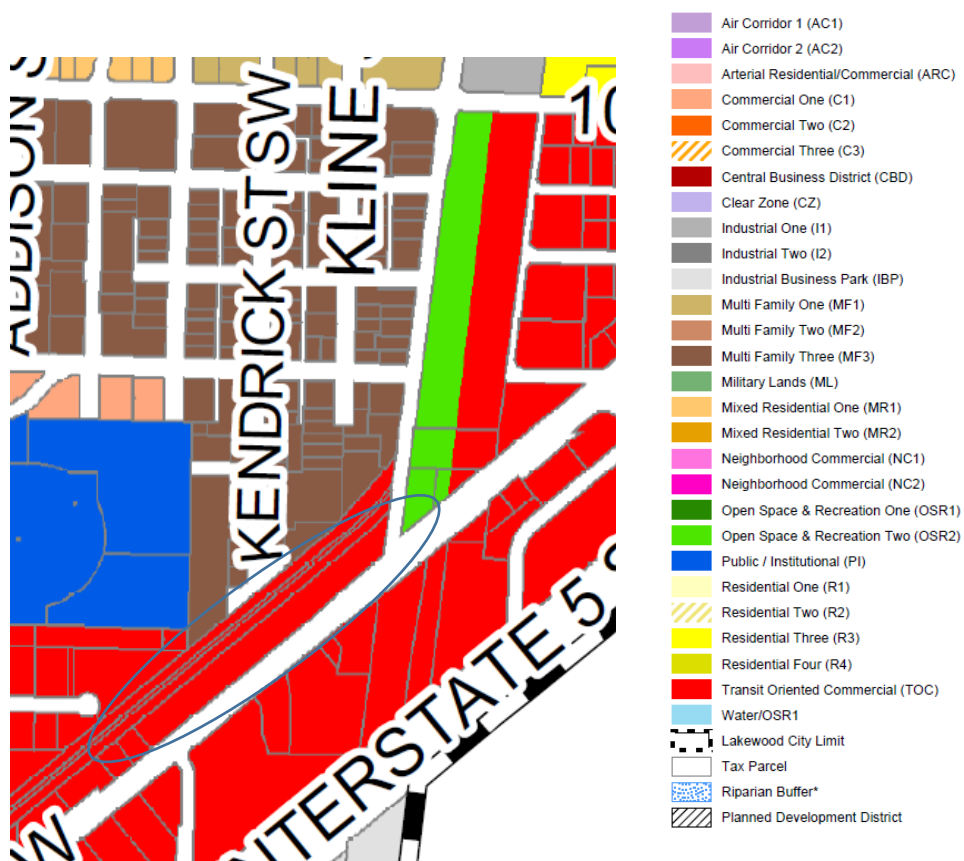 ADDISON S
KENDRICK ST SW
KLINE S
10
INTERSTATE 5 S
W
Air Corridor 1 (AC1)
Air Corridor 2 (AC2)
Arterial Residential/Commercial (ARC)
Commercial One (C1)
Commercial Two (C2)
Commercial Three (C3)
Central Business District (CBD)
Clear Zone (CZ)
Industrial One (I1)
Industrial Two (I2)
Industrial Business Park (IBP)
Multi Family One (MF1)
Multi Family Two (MF2)
Multi Family Three (MF3)
Military Lands (ML)
Mixed Residential One (MR1)
Mixed Residential Two (MR2)
Neighborhood Commercial (NC1)
Neighborhood Commercial (NC2)
Open Space & Recreation One (OSR1)
Open Space & Recreation Two (OSR2)
Public / Institutional (PI)
Residential One (R1)
Residential Two (R2)
Residential Three (R3)
Residential Four (R4)
Transit Oriented Commercial (TOC)
Water/OSR1
Lakewood City Limit
Tax Parcel
Riparian Buffer*
Planned Development District